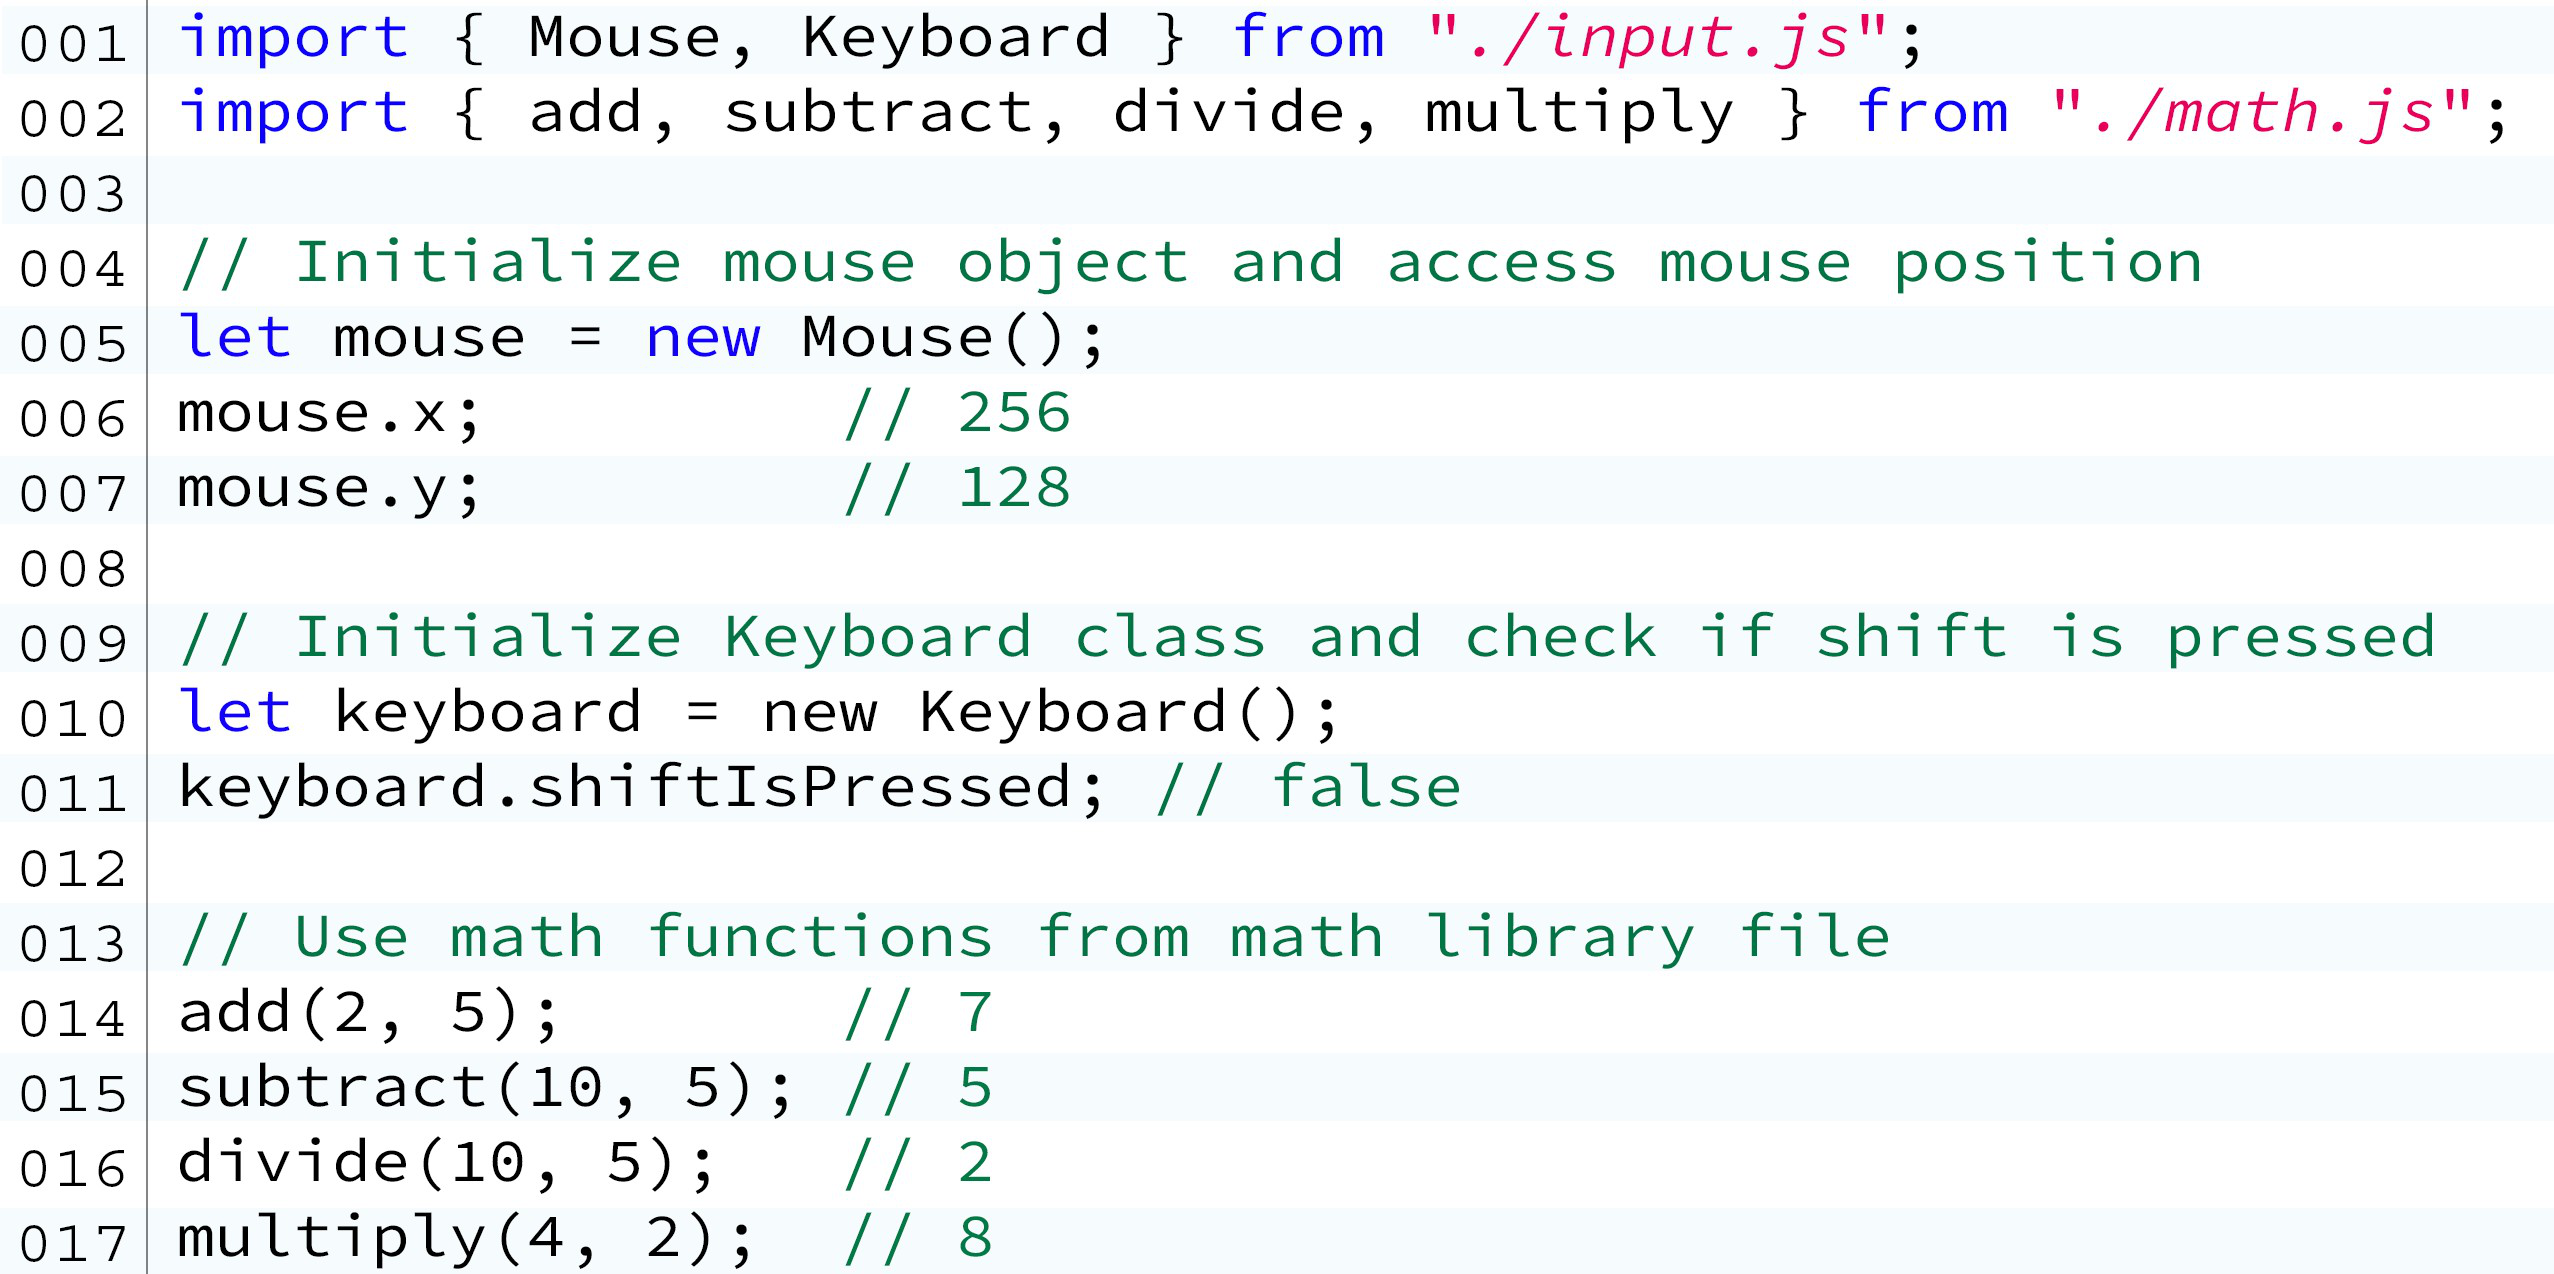 001 import { Mouse, Keyboard } from "./input.js";
002 import { add, subtract, divide, multiply } from "./math.js";
003
004 // Initialize mouse object and access mouse position
005 let mouse = new Mouse();
006 mouse.x;         // 256
007 mouse.y;         // 128
008
009 // Initialize Keyboard class and check if shift is pressed
010 let keyboard = new Keyboard();
011 keyboard.shiftIsPressed; // false
012
013 // Use math functions from math library file
014 add(2, 5);       // 7
015 subtract(10, 5); // 5
016 divide(10, 5);   // 2
017 multiply(4, 2);  // 8